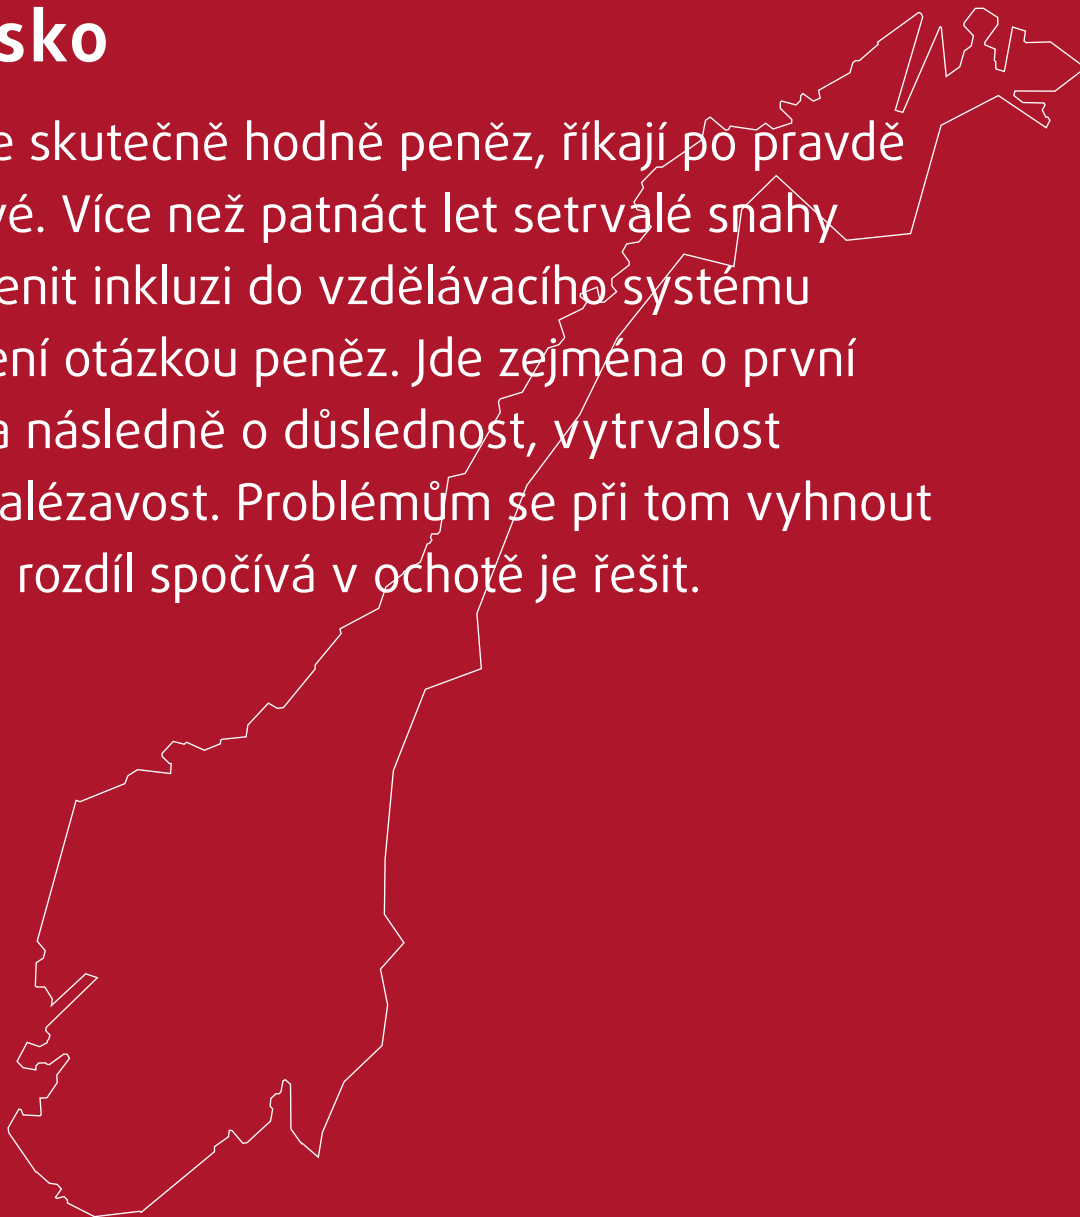 sko
e skutečně hodně peněz, říkají po pravdě
vé. Více než patnáct let setrvalé snahy
enit inkluzi do vzdělávacího systému
ení otázkou peněz. Jde zejména o první
a následně o důslednost, vytrvalost
alézavost. Problémům se při tom vyhnout
rozdíl spočívá v ochotě je řešit.